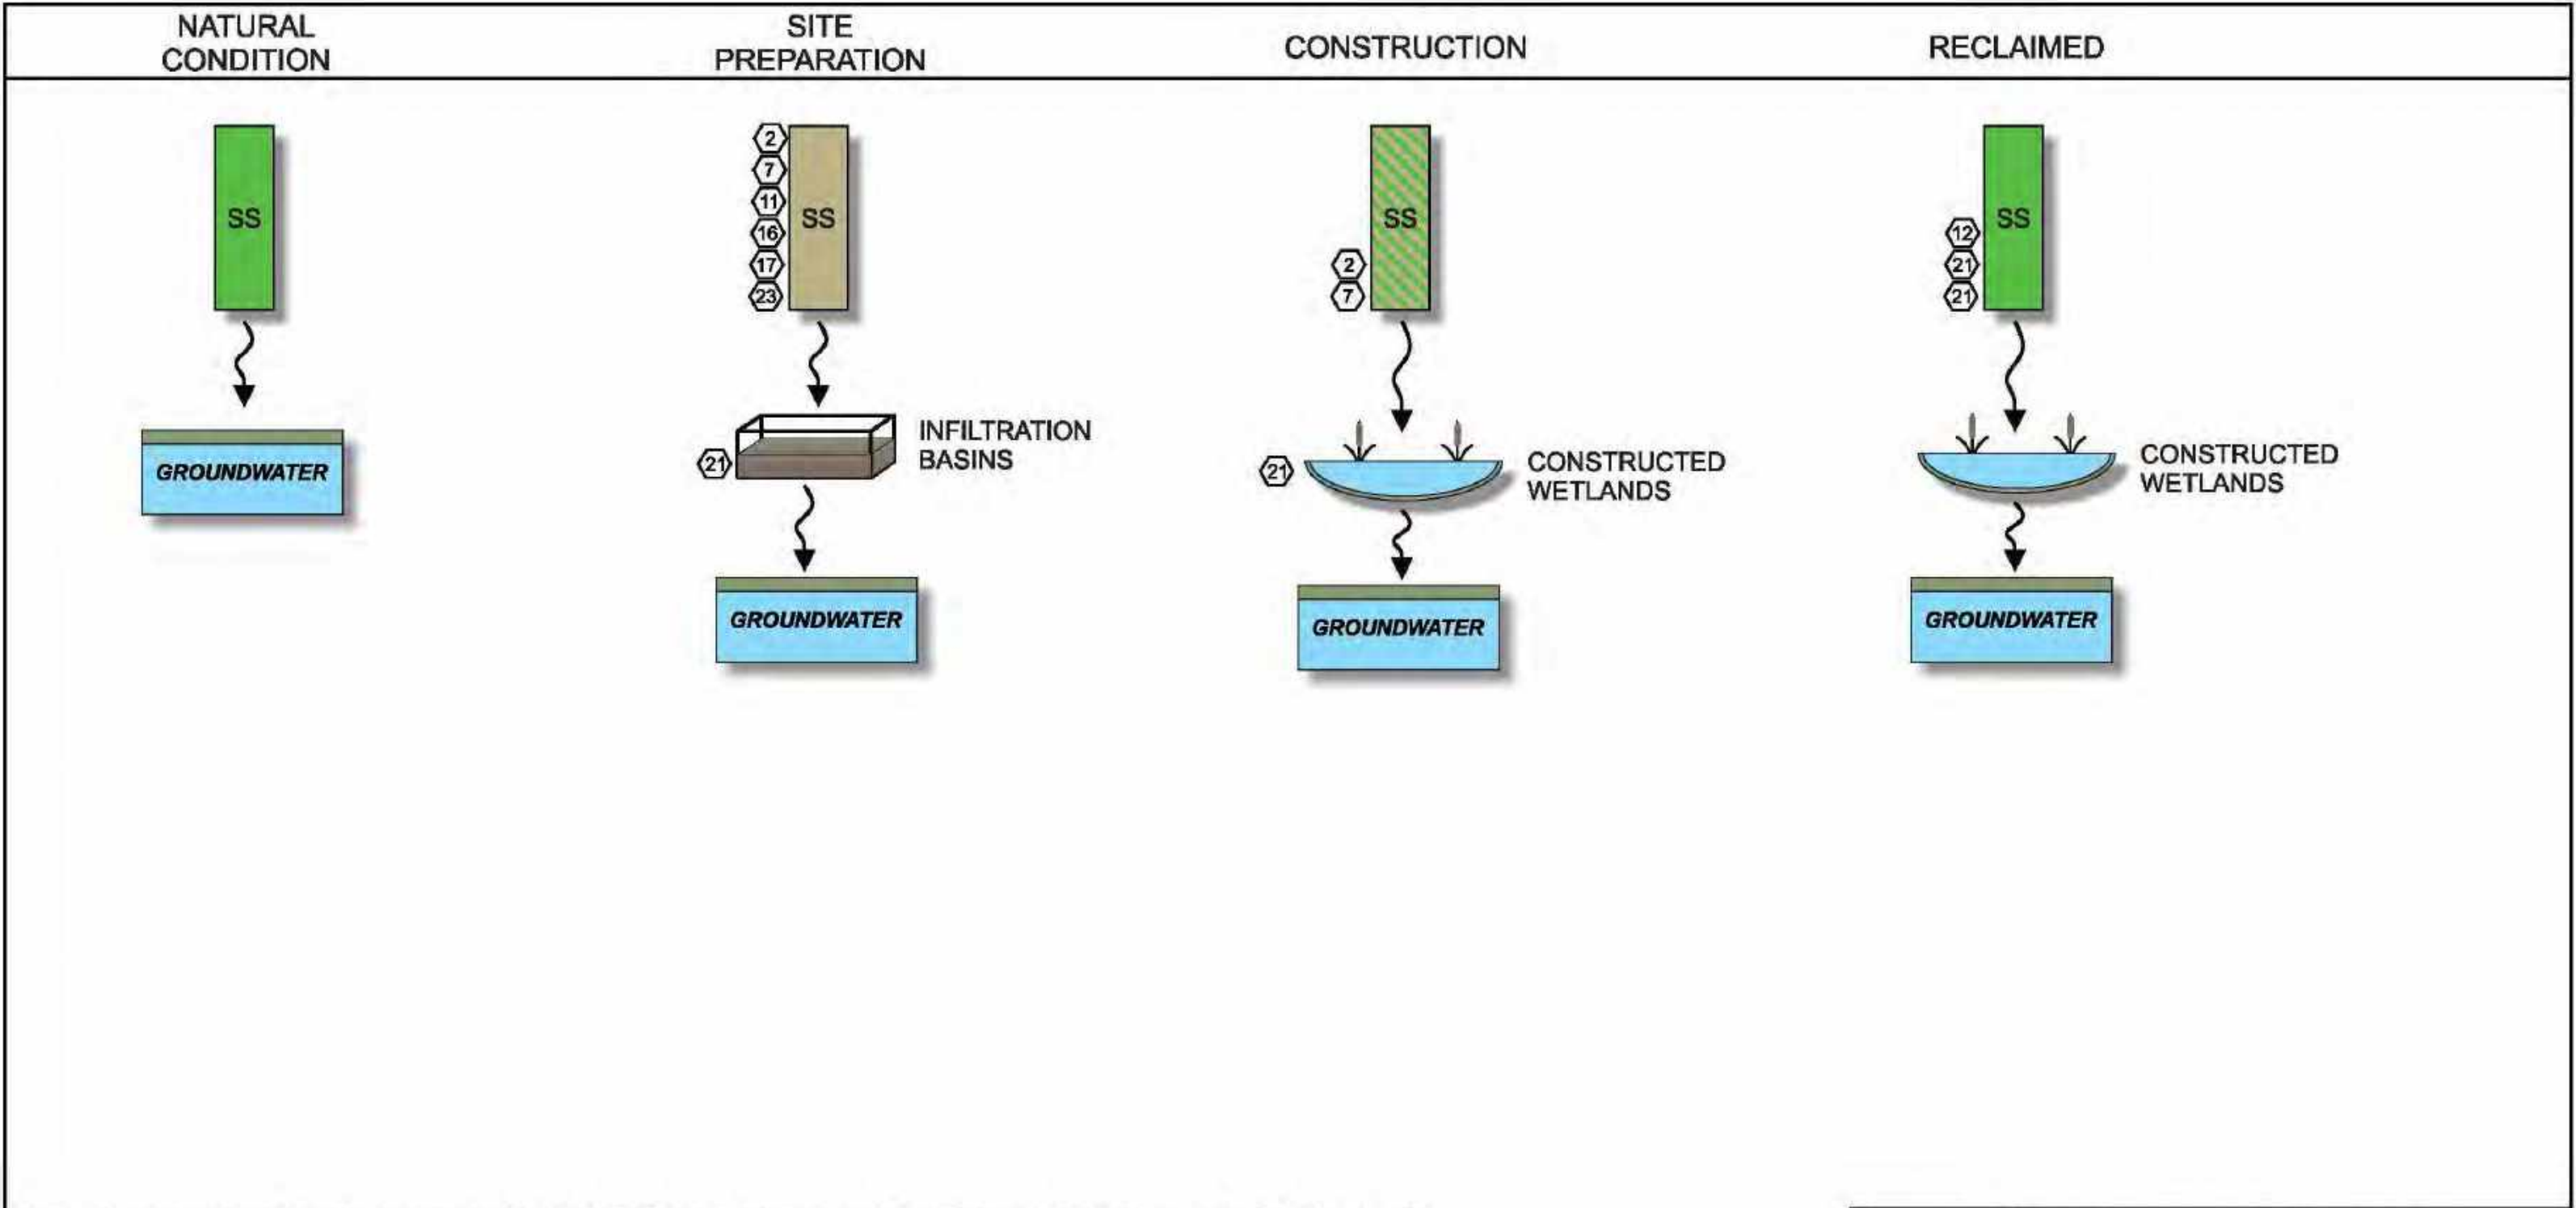 NATURAL
CONDITION
SITE
PREPARATION
CONSTRUCTION
RECLAIMED
SS
GROUNDWATER
2
7
11
16
17
23
SS
21
INFILTRATION
BASINS
GROUNDWATER
SS
2
7
21
CONSTRUCTED
WETLANDS
GROUNDWATER
SS
12
21
21
CONSTRUCTED
WETLANDS
GROUNDWATER